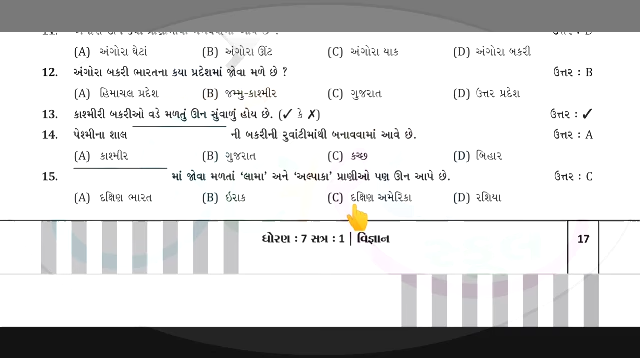 (A) અંગોરા ઘેટાં (B) અંગોરા ઊંટ (C) અંગોરા યાક (D) અંગોરા બકરી
12. અંગોરા બકરી ભારતના કયા પ્રદેશમાં જોવા મળે છે ? ઉત્તર : B
(A) હિમાચલ પ્રદેશ (B) જમ્મુ-કાશ્મીર (C) ગુજરાત (D) ઉત્તર પ્રદેશ
13. કાશ્મીરી બકરીઓ વડે મળતું ઊન સુંવાળું હોય છે. (✓ કે ✗) ઉત્તર : ✓
14. પેશ્મીના શાલ __________ ની બકરીની રુવાંટીમાંથી બનાવવામાં આવે છે. ઉત્તર : A
(A) કાશ્મીર (B) ગુજરાત (C) કચ્છ (D) બિહાર
15. __________ માં જોવા મળતાં ‘લામા’ અને ‘અલ્પાકા’ પ્રાણીઓ પણ ઊન આપે છે. ઉત્તર : C
(A) દક્ષિણ ભારત (B) ઇરાક (C) દક્ષિણ અમેરિકા (D) રશિયા
ધોરણ : 7 સત્ર : 1 | વિજ્ઞાન 17